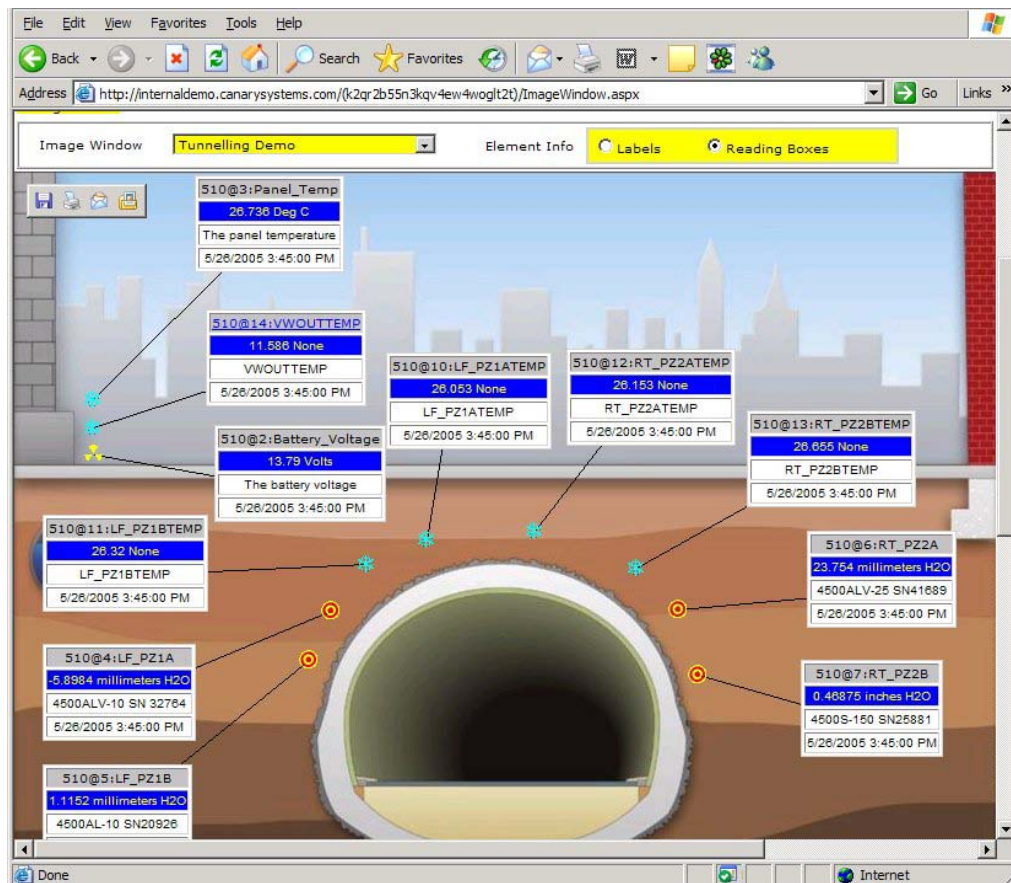 File Edit View Favorites Tools Help
Back Search Favorites
Address http://internaldemo.canarysystems.com/(k2qr2b55n3kqv4ew4woglt2t)/ImageWindow.aspx Go Links »
Image Window Tunnelling Demo Element Info Labels Reading Boxes
510@3:Panel_Temp
26.736 Deg C
The panel temperature
5/26/2005 3:45:00 PM
510@14:VWOUTTEMP
11.586 None
VWOUTTEMP
5/26/2005 3:45:00 PM
510@10:LF_PZ1ATEMP
26.053 None
LF_PZ1ATEMP
5/26/2005 3:45:00 PM
510@12:RT_PZ2ATEMP
26.153 None
RT_PZ2ATEMP
5/26/2005 3:45:00 PM
510@2:Battery_Voltage
13.79 Volts
The battery voltage
5/26/2005 3:45:00 PM
510@13:RT_PZ2BTEMP
26.655 None
RT_PZ2BTEMP
5/26/2005 3:45:00 PM
510@11:LF_PZ1BTEMP
26.32 None
LF_PZ1BTEMP
5/26/2005 3:45:00 PM
510@6:RT_PZ2A
23.754 millimeters H2O
4500ALV-25 SN41689
5/26/2005 3:45:00 PM
510@4:LF_PZ1A
-5.8984 millimeters H2O
4500ALV-10 SN 32764
5/26/2005 3:45:00 PM
510@7:RT_PZ2B
0.46875 inches H2O
4500S-150 SN25881
5/26/2005 3:45:00 PM
510@5:LF_PZ1B
1.1152 millimeters H2O
4500AL-10 SN20926
Done Internet